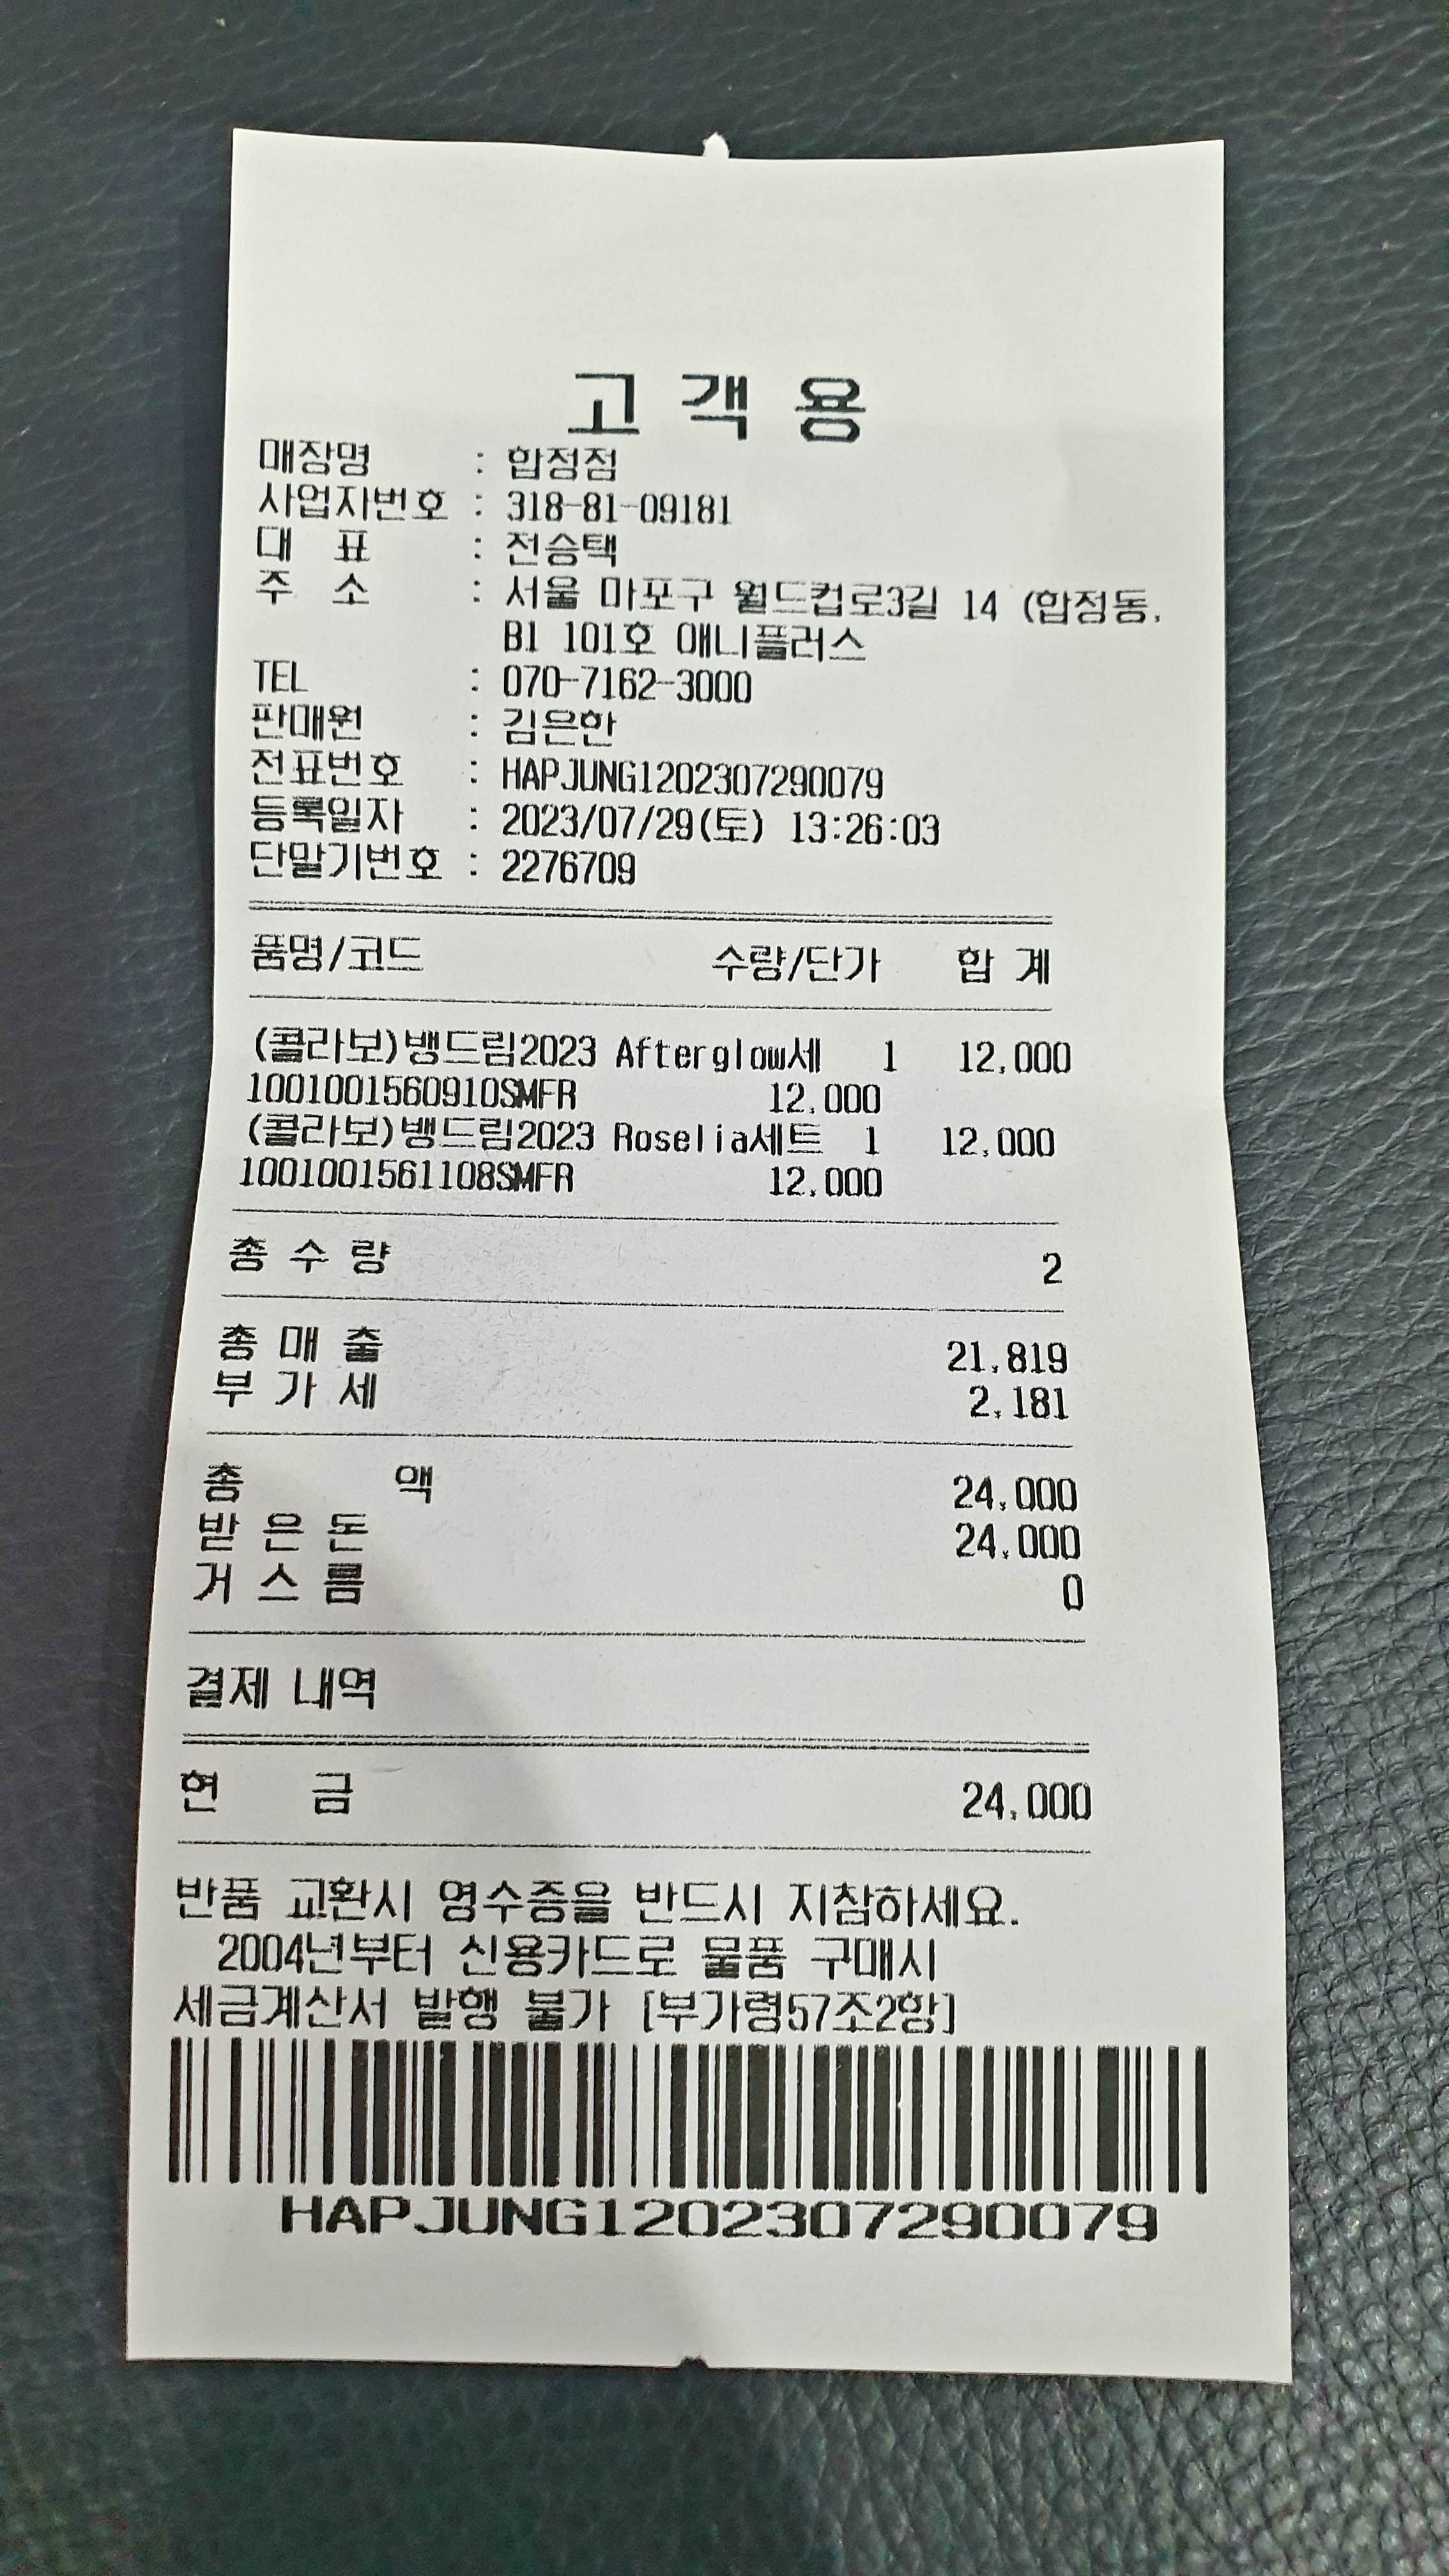 고 객 용
매장명 : 합정점
사업자번호 : 318-81-09181
대 표 : 전승택
주 소 : 서울 마포구 월드컵로3길 14 (합정동,
B1 101호 애니플러스
TEL : 070-7162-3000
판매원 : 김은한
전표번호 : HAPJUNG1202307290079
등록일자 : 2023/07/29(토) 13:26:03
단말기번호 : 2276709
품명/코드 수량/단가 합 계
(콜라보)뱅드림2023 Afterglow세 1 12,000
1001001560910SMFR 12,000
(콜라보)뱅드림2023 Roselia세트 1 12,000
1001001561108SMFR 12,000
총 수 량 2
총 매 출 21,819
부 가 세 2,181
총 액 24,000
받 은 돈 24,000
거 스 름 0
결제 내역
현 금 24,000
반품 교환시 영수증을 반드시 지참하세요.
2004년부터 신용카드로 물품 구매시
세금계산서 발행 불가 [부가령57조2항]
HAPJUNG1202307290079